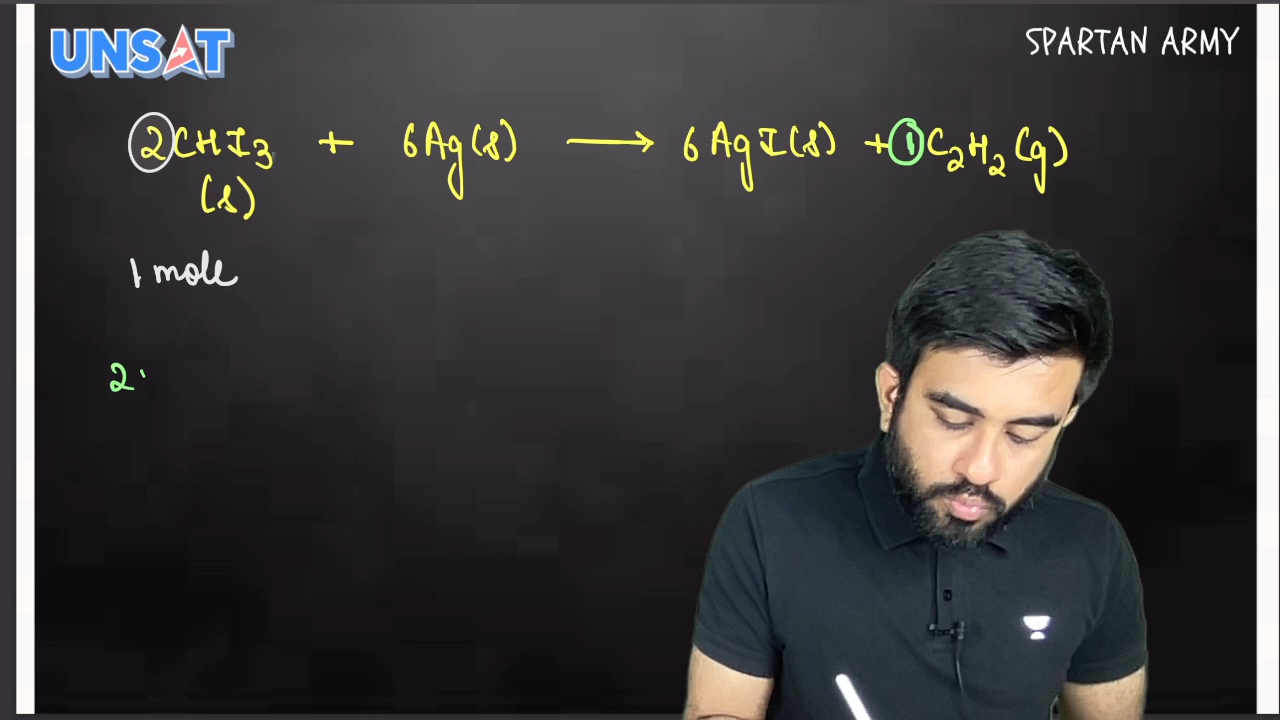 UNSAT
SPARTAN ARMY
2CHI₃ + 6Ag(s) ⟶ 6AgI(s) + 1C₂H₂(g)
(s)
1 mole
2